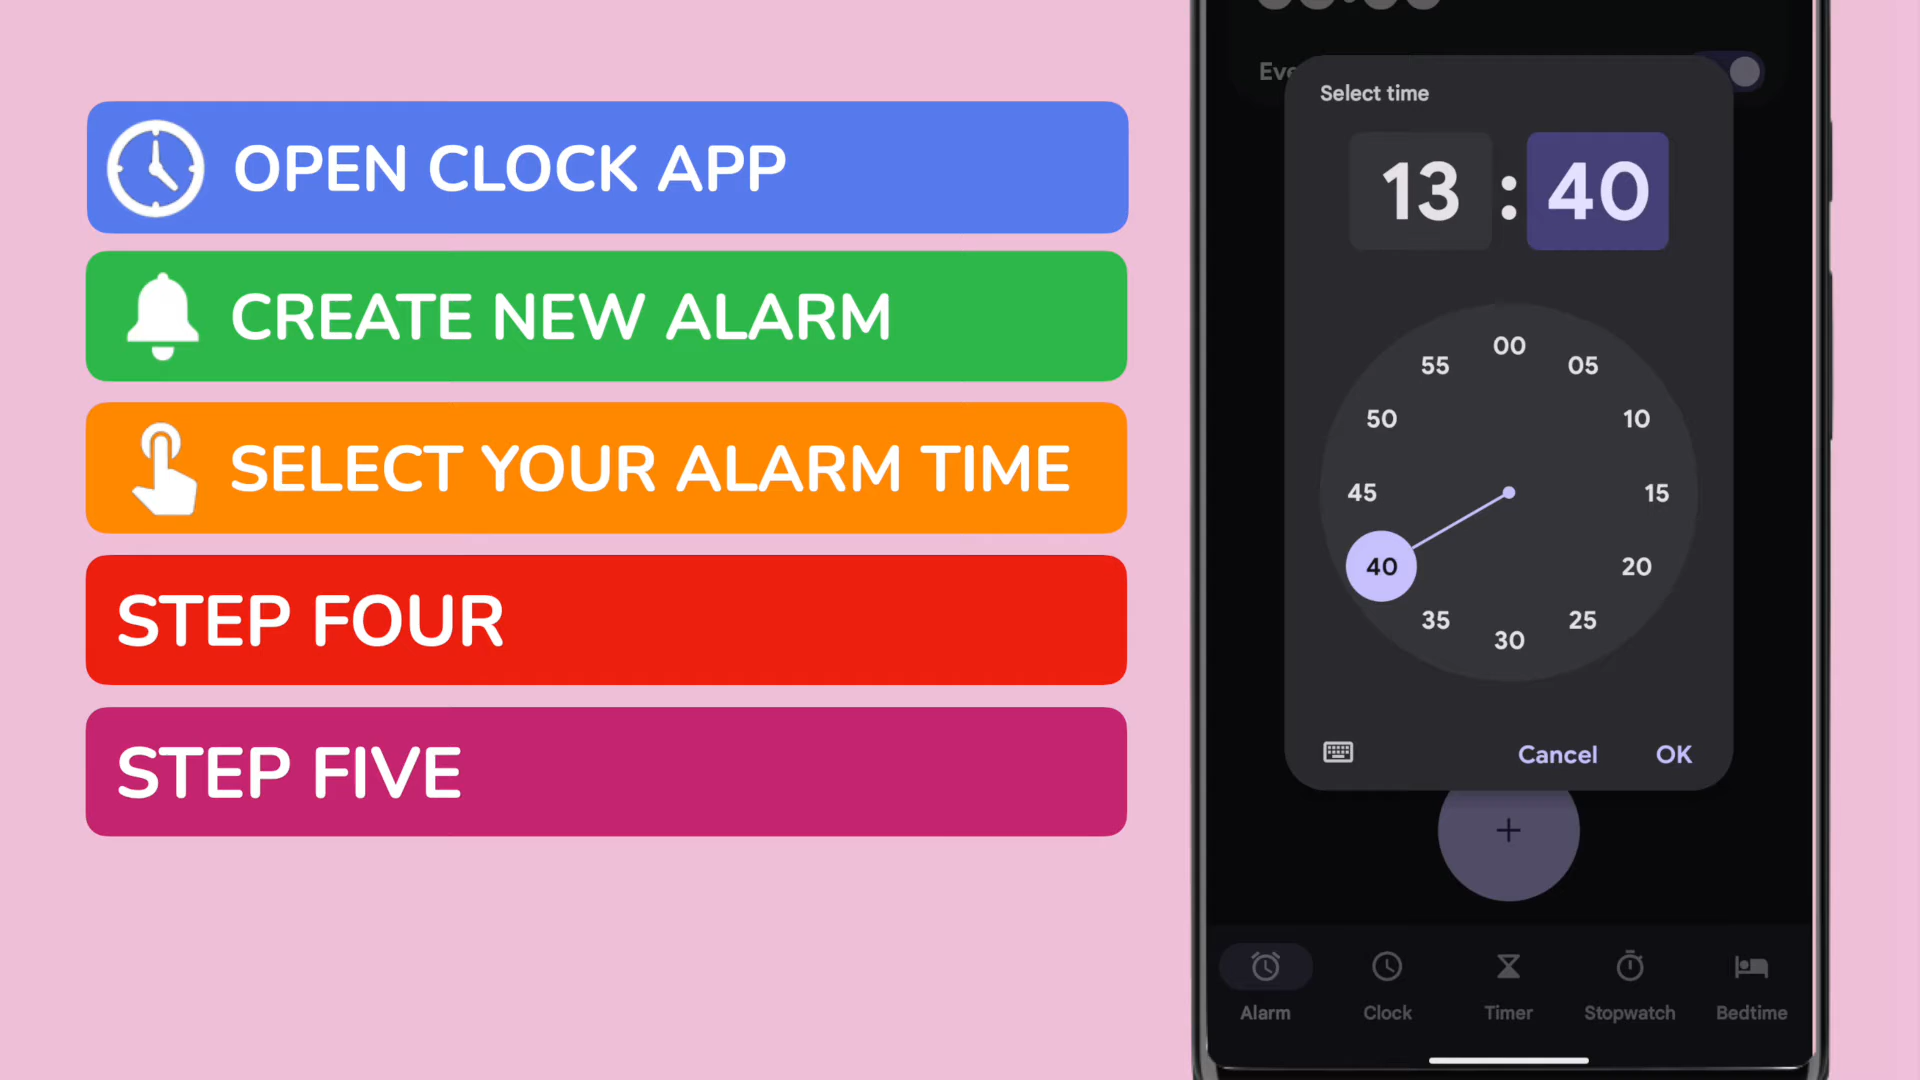 OPEN CLOCK APP
CREATE NEW ALARM
SELECT YOUR ALARM TIME
STEP FOUR
STEP FIVE
Select time
13 : 40
00
05
10
15
20
25
30
35
40
45
50
55
Cancel OK
Alarm Clock Timer Stopwatch Bedtime